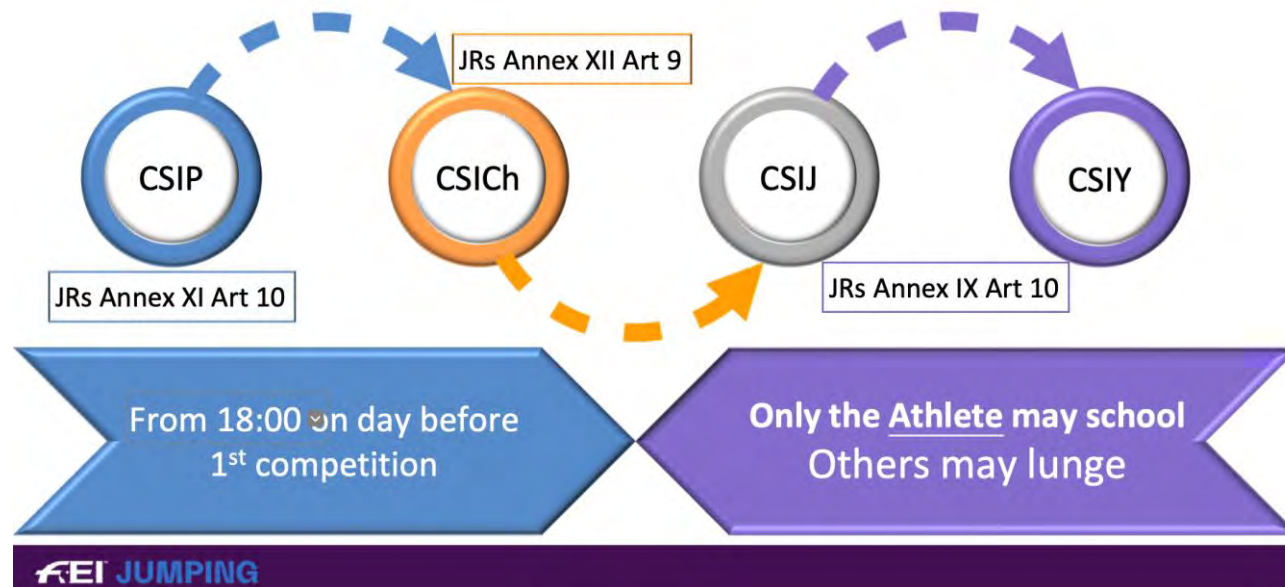 JRs Annex XII Art 9
CSIP
CSICh
CSIJ
CSIY
JRs Annex XI Art 10
JRs Annex IX Art 10
From 18:00 on day before
1st competition
Only the Athlete may school
Others may lunge
FEI JUMPING